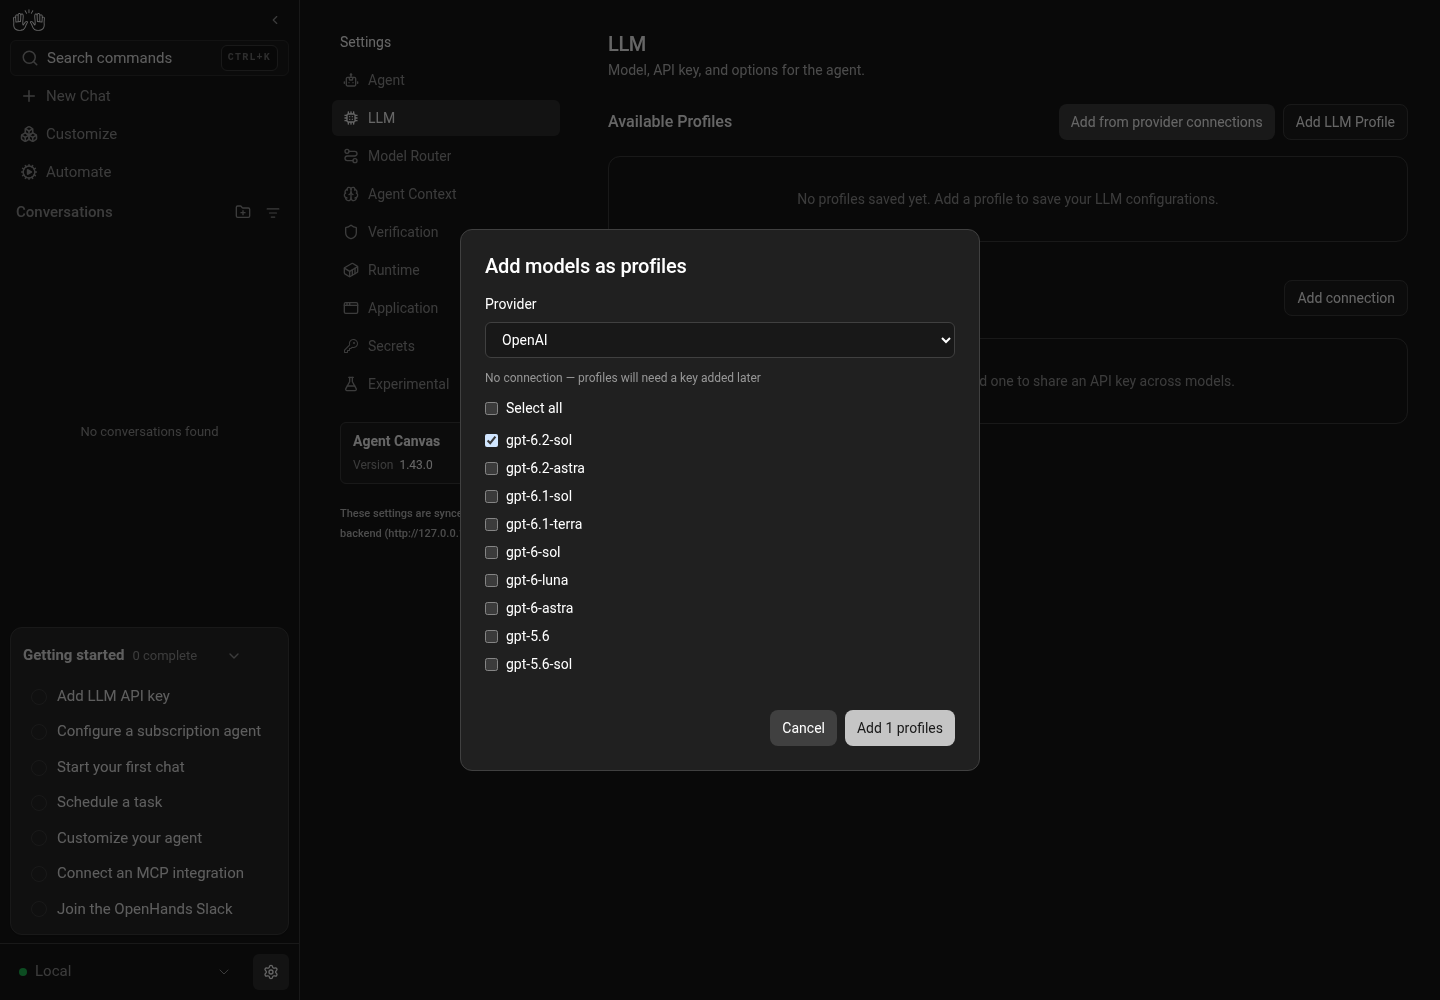 Search commands
CTRL+K
New Chat
Customize
Automate
Conversations
No conversations found
Getting started 0 complete
Add LLM API key
Configure a subscription agent
Start your first chat
Schedule a task
Customize your agent
Connect an MCP integration
Join the OpenHands Slack
Local
Settings
Agent
LLM
Model Router
Agent Context
Verification
Runtime
Application
Secrets
Experimental
Agent Canvas
Version 1.43.0
These settings are synce
backend (http://127.0.0.
LLM
Model, API key, and options for the agent.
Available Profiles
Add from provider connections
Add LLM Profile
No profiles saved yet. Add a profile to save your LLM configurations.
Add connection
one to share an API key across models.
Add models as profiles
Provider
OpenAI
No connection — profiles will need a key added later
Select all
gpt-6.2-sol
gpt-6.2-astra
gpt-6.1-sol
gpt-6.1-terra
gpt-6-sol
gpt-6-luna
gpt-6-astra
gpt-5.6
gpt-5.6-sol
Cancel
Add 1 profiles